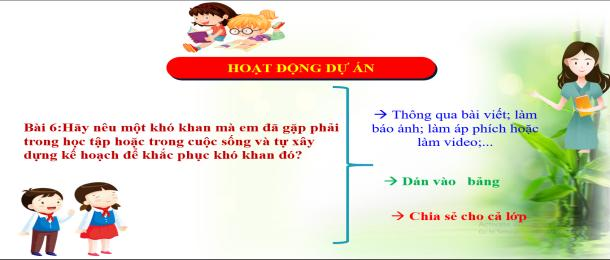 HOẠT ĐỘNG DỰ ÁN
Bài 6:Hãy nêu một khó khan mà em đã gặp phải
trong học tập hoặc trong cuộc sống và tự xây
dựng kế hoạch để khắc phục khó khan đó?
→ Thông qua bài viết; làm
báo ảnh; làm áp phích hoặc
làm video;...
→ Dán vào bảng
→ Chia sẽ cho cả lớp